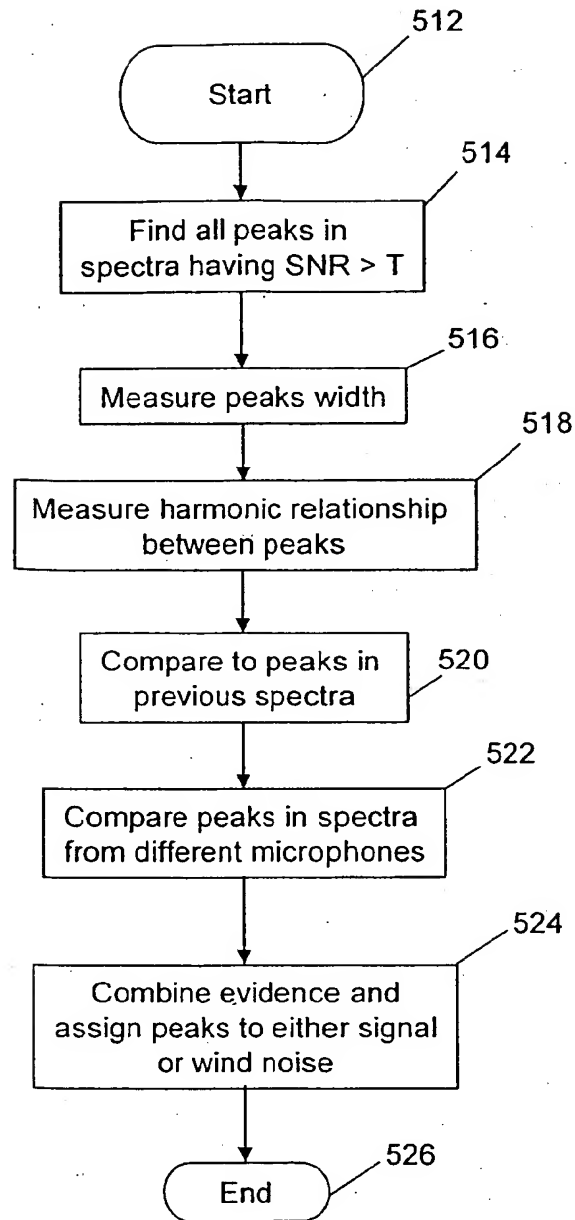 512
Start
514
Find all peaks in
spectra having SNR > T
516
Measure peaks width
518
Measure harmonic relationship
between peaks
Compare to peaks in
previous spectra
520
522
Compare peaks in spectra
from different microphones
524
Combine evidence and
assign peaks to either signal
or wind noise
526
End